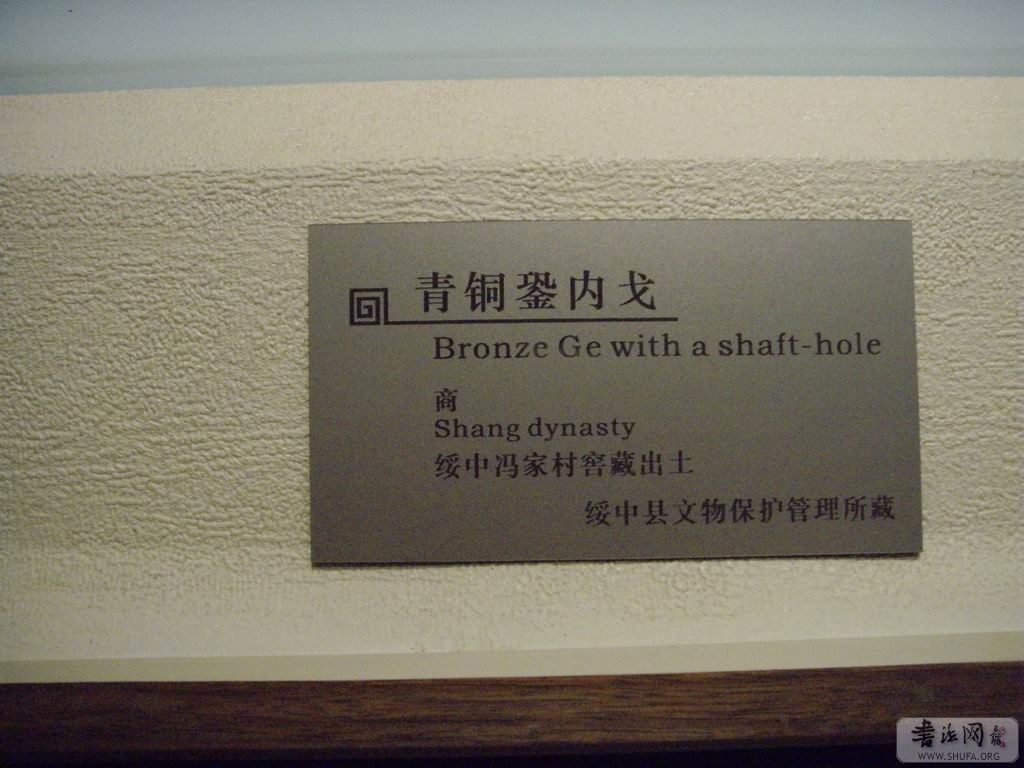 青铜銎内戈
Bronze Ge with a shaft-hole
商
Shang dynasty
绥中冯家村窖藏出土
绥中县文物保护管理所藏
书法网
WWW.SHUFA.ORG